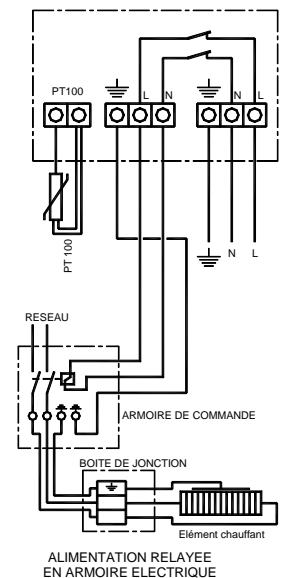 PT100
L N
N L
PT 100
N L
RESEAU
ARMOIRE DE COMMANDE
BOITE DE JONCTION
Elément chauffant
ALIMENTATION RELAYEE
EN ARMOIRE ELECTRIQUE